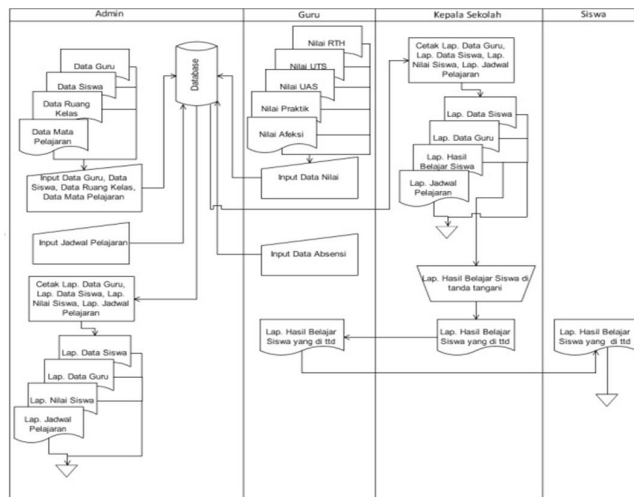 Admin
Guru
Kepala Sekolah
Siswa
Data Guru
Data Siswa
Data Ruang
Kelas
Data Mata
Pelajaran
Input Data Guru, Data
Siswa, Data Ruang Kelas,
Data Mata Pelajaran
Input Jadwal Pelajaran
Cetak Lap. Data Guru,
Lap. Data Siswa, Lap.
Nilai Siswa, Lap. Jadwal
Pelajaran
Lap. Data Siswa
Lap. Data Guru
Lap. Nilai Siswa
Lap. Jadwal
Pelajaran
Database
Nilai RTH
Nilai UTS
Nilai UAS
Nilai Praktik
Nilai Afeksi
Input Data Nilai
Input Data Absensi
Lap. Hasil Belajar
Siswa yang di ttd
Cetak Lap. Data Guru,
Lap. Data Siswa, Lap.
Nilai Siswa, Lap. Jadwal
Pelajaran
Lap. Data Siswa
Lap. Data Guru
Lap. Hasil
Belajar Siswa
Lap. Jadwal
Pelajaran
Lap. Hasil Belajar Siswa di
tanda tangani
Lap. Hasil Belajar
Siswa yang di ttd
Lap. Hasil Belajar
Siswa yang di ttd